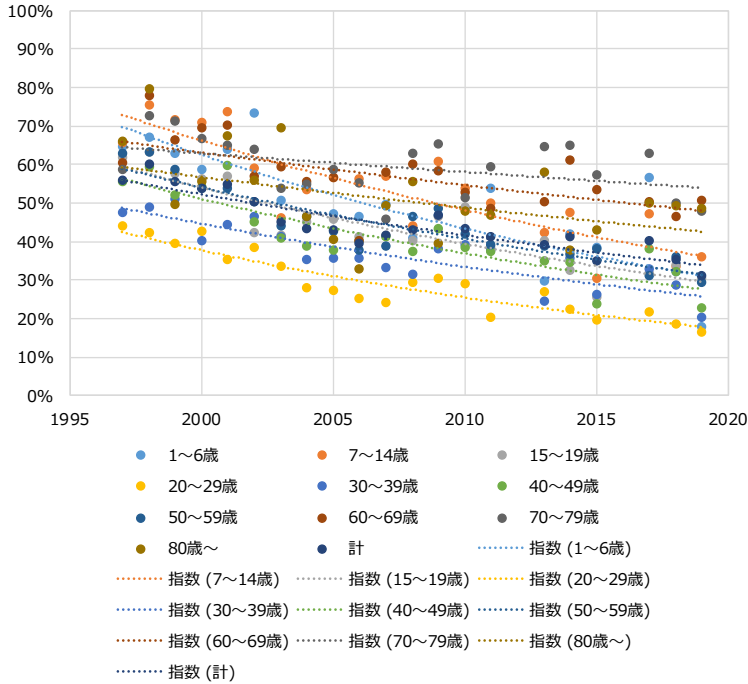 100%
90%
80%
70%
60%
50%
40%
30%
20%
10%
0%
1995 2000 2005 2010 2015 2020
1～6歳 7～14歳 15～19歳
20～29歳 30～39歳 40～49歳
50～59歳 60～69歳 70～79歳
80歳～ 計 指数 (1～6歳)
指数 (7～14歳) 指数 (15～19歳) 指数 (20～29歳)
指数 (30～39歳) 指数 (40～49歳) 指数 (50～59歳)
指数 (60～69歳) 指数 (70～79歳) 指数 (80歳～)
指数 (計)